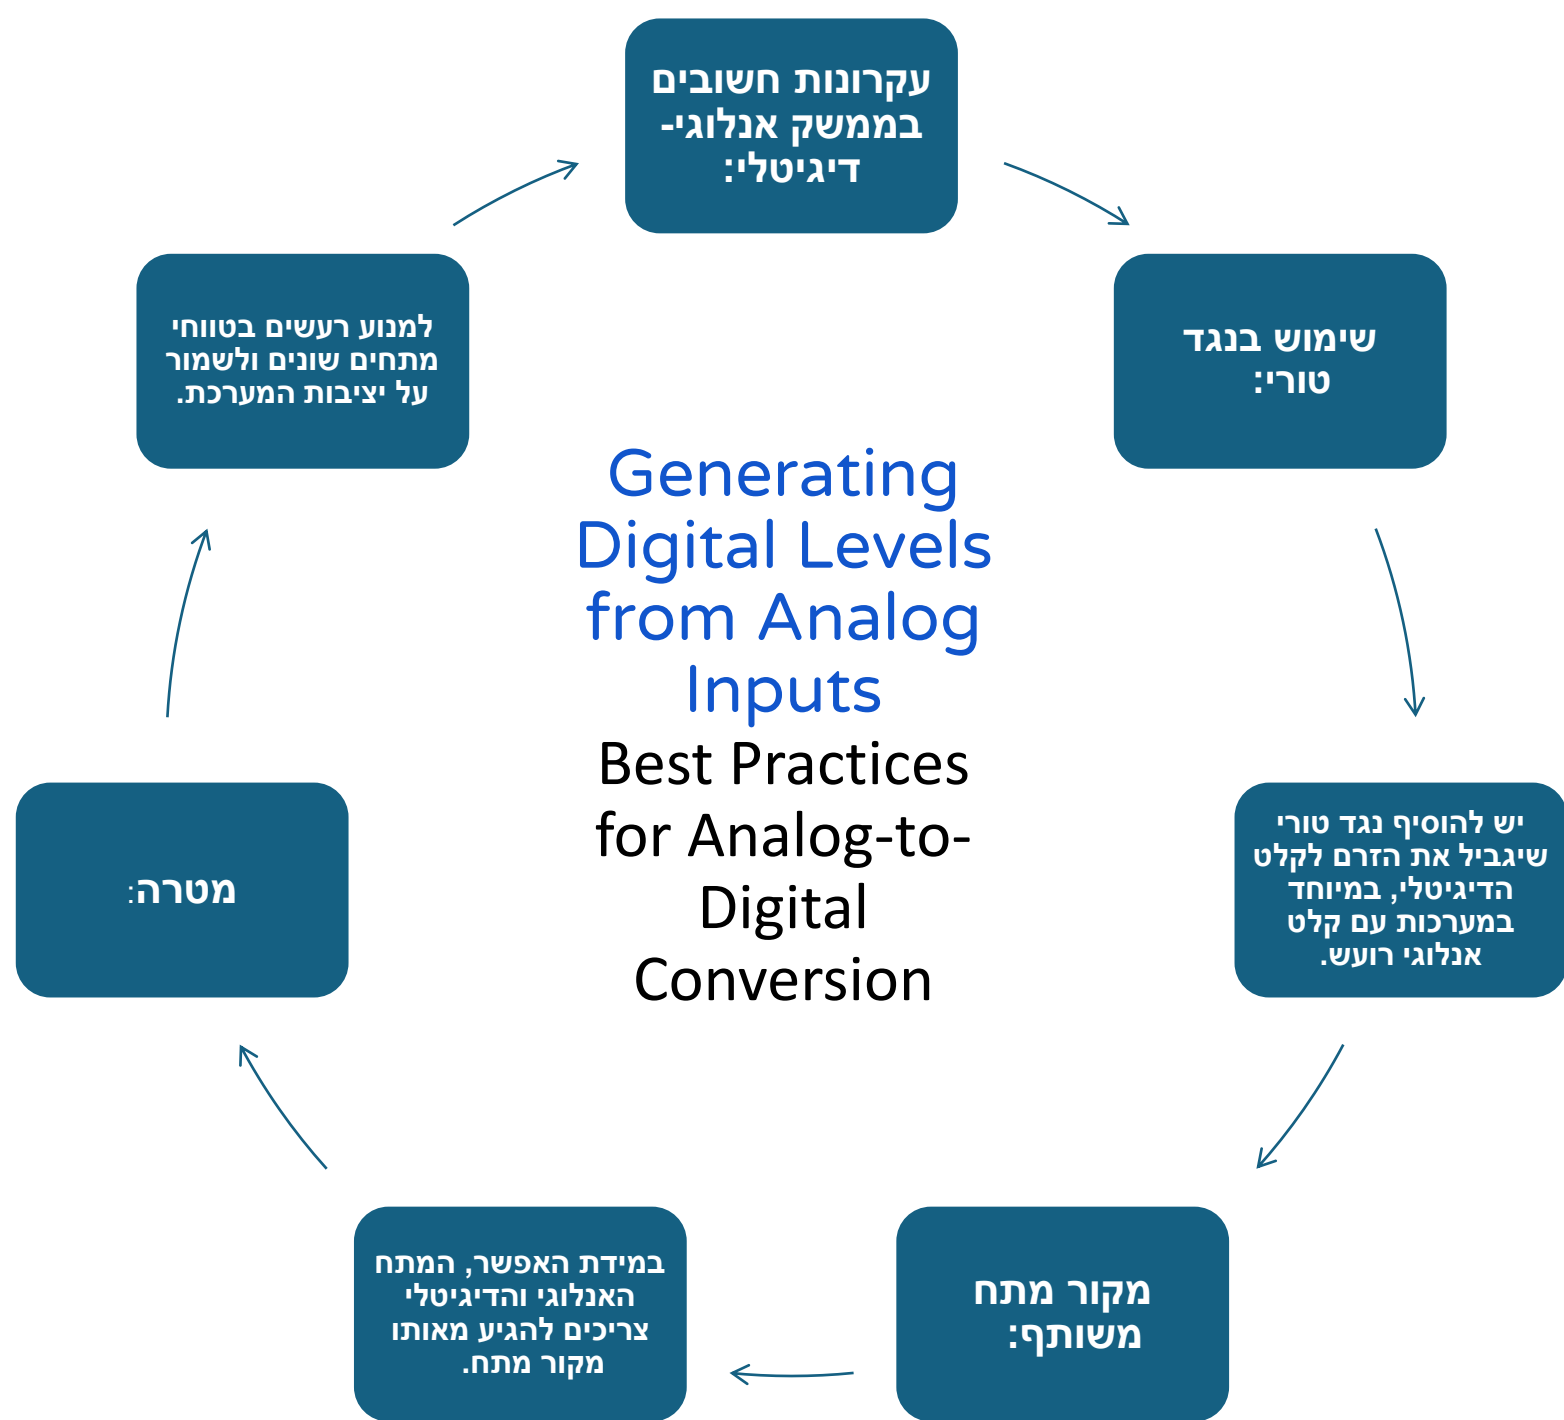 עקרונות חשובים
בממשק אנלוגי-
דיגיטלי:
שימוש בנגד
טורי:
יש להוסיף נגד טורי
שיגביל את הזרם לקלט
הדיגיטלי, במיוחד
במערכות עם קלט
אנלוגי רועש.
מקור מתח
משותף:
במידת האפשר, המתח
האנלוגי והדיגיטלי
צריכים להגיע מאותו
מקור מתח.
מטרה:
למנוע רעשים בטווחי
מתחים שונים ולשמור
על יציבות המערכת.
Generating
Digital Levels
from Analog
Inputs
Best Practices
for Analog-to-
Digital
Conversion